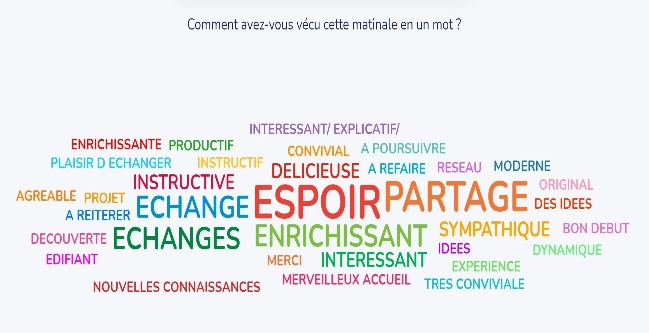 Comment avez-vous vécu cette matinale en un mot ?
INTERESSANT/ EXPLICATIF/
ENRICHISSANTE PRODUCTIF
CONVIVIAL A POURSUIVRE
PLAISIR D ECHANGER INSTRUCTIF
DELICIEUSE A REFAIRE RESEAU MODERNE
INSTRUCTIVE
ORIGINAL
AGREABLE PROJET
ECHANGE ESPOIR PARTAGE
DES IDEES
A REITERER
DECOUVERTE ECHANGES ENRICHISSANT SYMPATHIQUE BON DEBUT
EDIFIANT
MERCI INTERESSANT IDEES
DYNAMIQUE
EXPERIENCE
NOUVELLES CONNAISSANCES
MERVEILLEUX ACCUEIL TRES CONVIVIALE